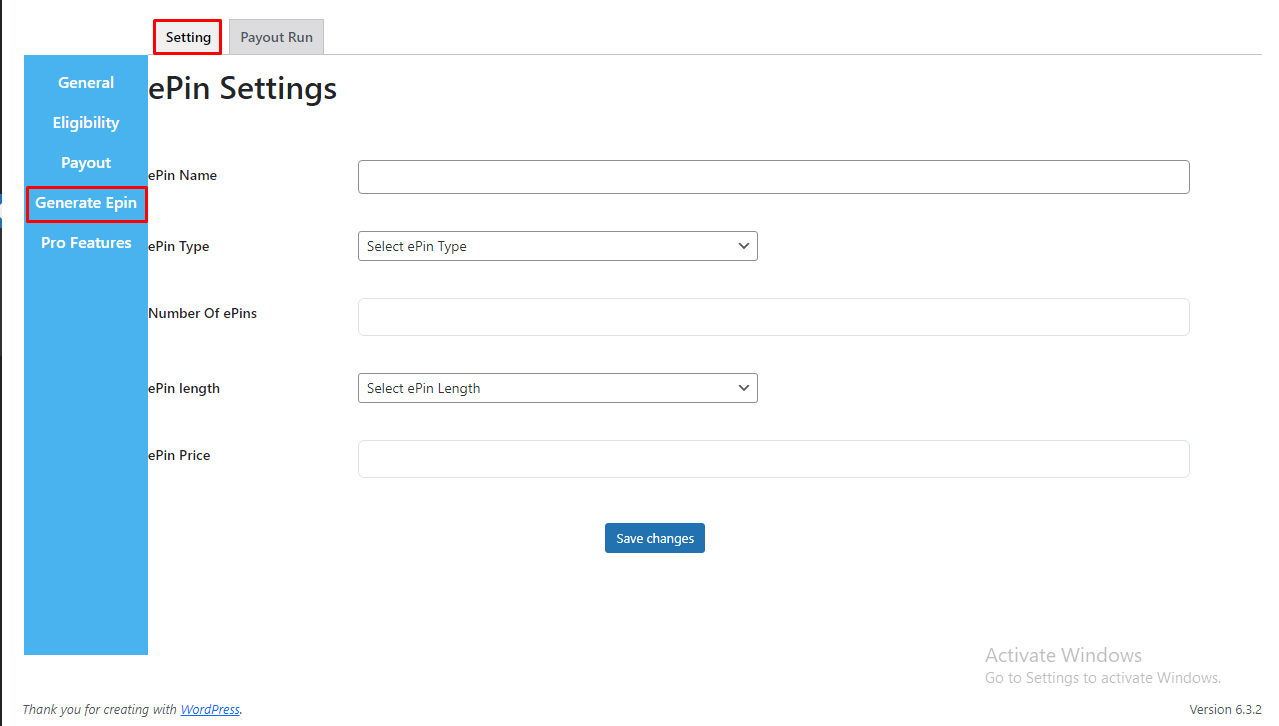 Setting
Payout Run
General
Eligibility
Payout
Generate Epin
Pro Features
ePin Settings
ePin Name
ePin Type
Select ePin Type
Number Of ePins
ePin length
Select ePin Length
ePin Price
Save changes
Activate Windows
Go to Settings to activate Windows.
Thank you for creating with WordPress.
Version 6.3.2